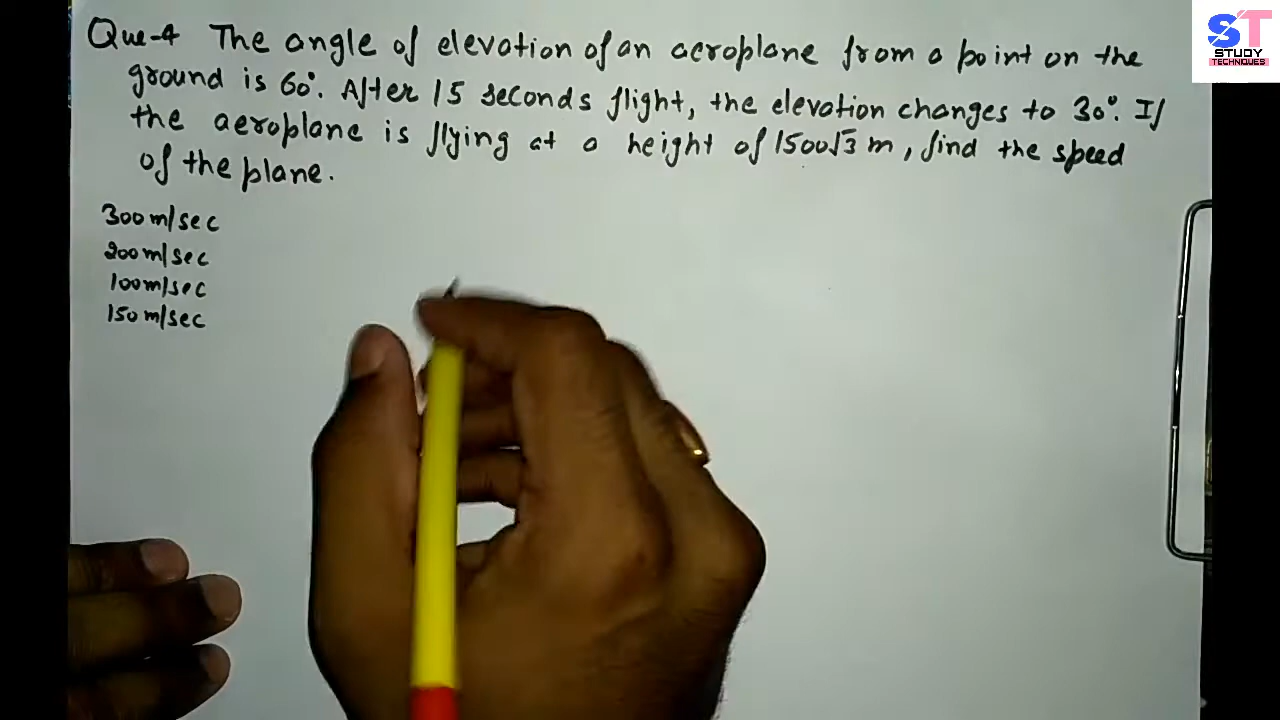 Que-4 The angle of elevation of an aeroplane from a point on the
ground is 60°. After 15 seconds flight, the elevation changes to 30°. If
the aeroplane is flying at a height of 1500√3 m, find the speed
of the plane.
300m/sec
200m/sec
100m/sec
150m/sec
ST
STUDY
TECHNIQUES